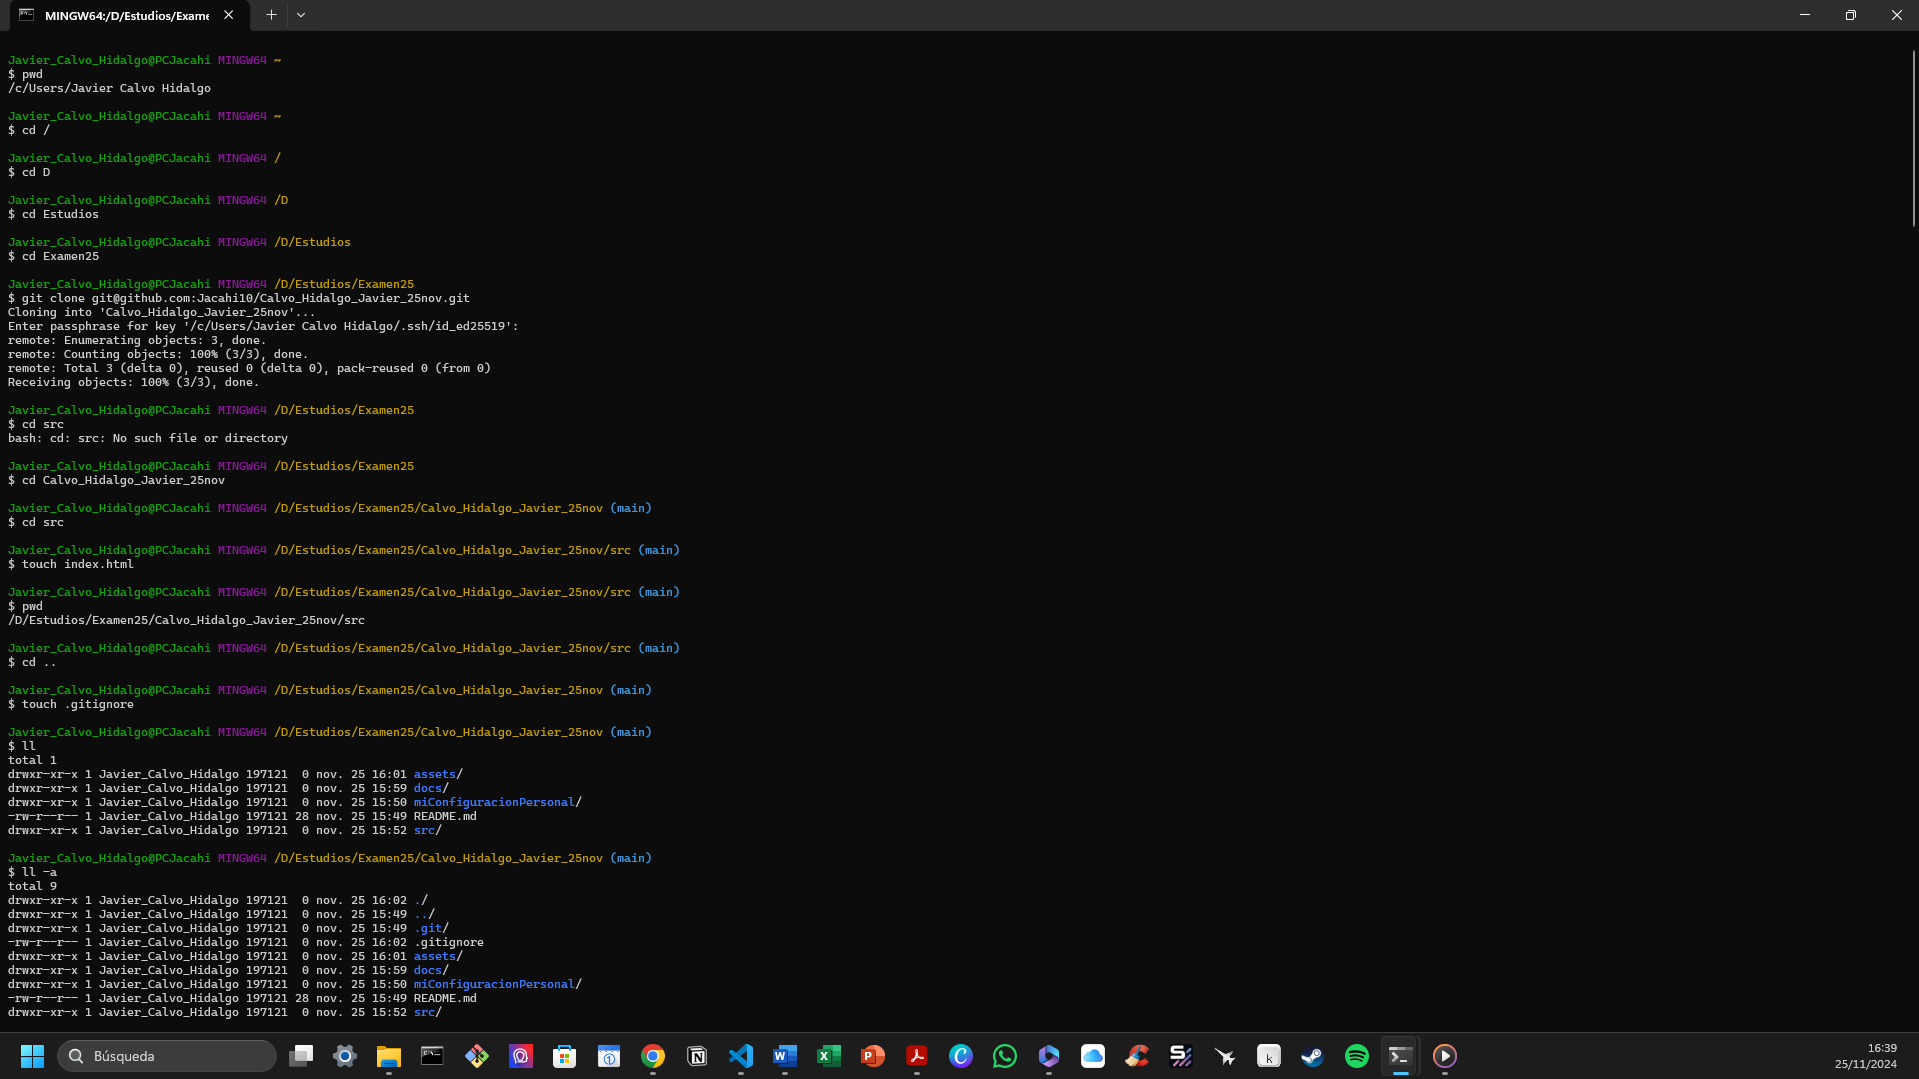 MINGW64:/D/Estudios/Exame
Javier_Calvo_Hidalgo@PCJacahi MINGW64 ~
$ pwd
/c/Users/Javier Calvo Hidalgo
Javier_Calvo_Hidalgo@PCJacahi MINGW64 ~
$ cd /
Javier_Calvo_Hidalgo@PCJacahi MINGW64 /
$ cd D
Javier_Calvo_Hidalgo@PCJacahi MINGW64 /D
$ cd Estudios
Javier_Calvo_Hidalgo@PCJacahi MINGW64 /D/Estudios
$ cd Examen25
Javier_Calvo_Hidalgo@PCJacahi MINGW64 /D/Estudios/Examen25
$ git clone git@github.com:Jacahi10/Calvo_Hidalgo_Javier_25nov.git
Cloning into 'Calvo_Hidalgo_Javier_25nov'...
Enter passphrase for key '/c/Users/Javier Calvo Hidalgo/.ssh/id_ed25519':
remote: Enumerating objects: 3, done.
remote: Counting objects: 100% (3/3), done.
remote: Total 3 (delta 0), reused 0 (delta 0), pack-reused 0 (from 0)
Receiving objects: 100% (3/3), done.
Javier_Calvo_Hidalgo@PCJacahi MINGW64 /D/Estudios/Examen25
$ cd src
bash: cd: src: No such file or directory
Javier_Calvo_Hidalgo@PCJacahi MINGW64 /D/Estudios/Examen25
$ cd Calvo_Hidalgo_Javier_25nov
Javier_Calvo_Hidalgo@PCJacahi MINGW64 /D/Estudios/Examen25/Calvo_Hidalgo_Javier_25nov (main)
$ cd src
Javier_Calvo_Hidalgo@PCJacahi MINGW64 /D/Estudios/Examen25/Calvo_Hidalgo_Javier_25nov/src (main)
$ touch index.html
Javier_Calvo_Hidalgo@PCJacahi MINGW64 /D/Estudios/Examen25/Calvo_Hidalgo_Javier_25nov/src (main)
$ pwd
/D/Estudios/Examen25/Calvo_Hidalgo_Javier_25nov/src
Javier_Calvo_Hidalgo@PCJacahi MINGW64 /D/Estudios/Examen25/Calvo_Hidalgo_Javier_25nov/src (main)
$ cd ..
Javier_Calvo_Hidalgo@PCJacahi MINGW64 /D/Estudios/Examen25/Calvo_Hidalgo_Javier_25nov (main)
$ touch .gitignore
Javier_Calvo_Hidalgo@PCJacahi MINGW64 /D/Estudios/Examen25/Calvo_Hidalgo_Javier_25nov (main)
$ ll
total 1
drwxr-xr-x 1 Javier_Calvo_Hidalgo 197121  0 nov. 25 16:01 assets/
drwxr-xr-x 1 Javier_Calvo_Hidalgo 197121  0 nov. 25 15:59 docs/
drwxr-xr-x 1 Javier_Calvo_Hidalgo 197121  0 nov. 25 15:50 miConfiguracionPersonal/
-rw-r--r-- 1 Javier_Calvo_Hidalgo 197121 28 nov. 25 15:49 README.md
drwxr-xr-x 1 Javier_Calvo_Hidalgo 197121  0 nov. 25 15:52 src/
Javier_Calvo_Hidalgo@PCJacahi MINGW64 /D/Estudios/Examen25/Calvo_Hidalgo_Javier_25nov (main)
$ ll -a
total 9
drwxr-xr-x 1 Javier_Calvo_Hidalgo 197121  0 nov. 25 16:02 ./
drwxr-xr-x 1 Javier_Calvo_Hidalgo 197121  0 nov. 25 15:49 ../
drwxr-xr-x 1 Javier_Calvo_Hidalgo 197121  0 nov. 25 15:49 .git/
-rw-r--r-- 1 Javier_Calvo_Hidalgo 197121  0 nov. 25 16:02 .gitignore
drwxr-xr-x 1 Javier_Calvo_Hidalgo 197121  0 nov. 25 16:01 assets/
drwxr-xr-x 1 Javier_Calvo_Hidalgo 197121  0 nov. 25 15:59 docs/
drwxr-xr-x 1 Javier_Calvo_Hidalgo 197121  0 nov. 25 15:50 miConfiguracionPersonal/
-rw-r--r-- 1 Javier_Calvo_Hidalgo 197121 28 nov. 25 15:49 README.md
drwxr-xr-x 1 Javier_Calvo_Hidalgo 197121  0 nov. 25 15:52 src/
Búsqueda
16:39
25/11/2024